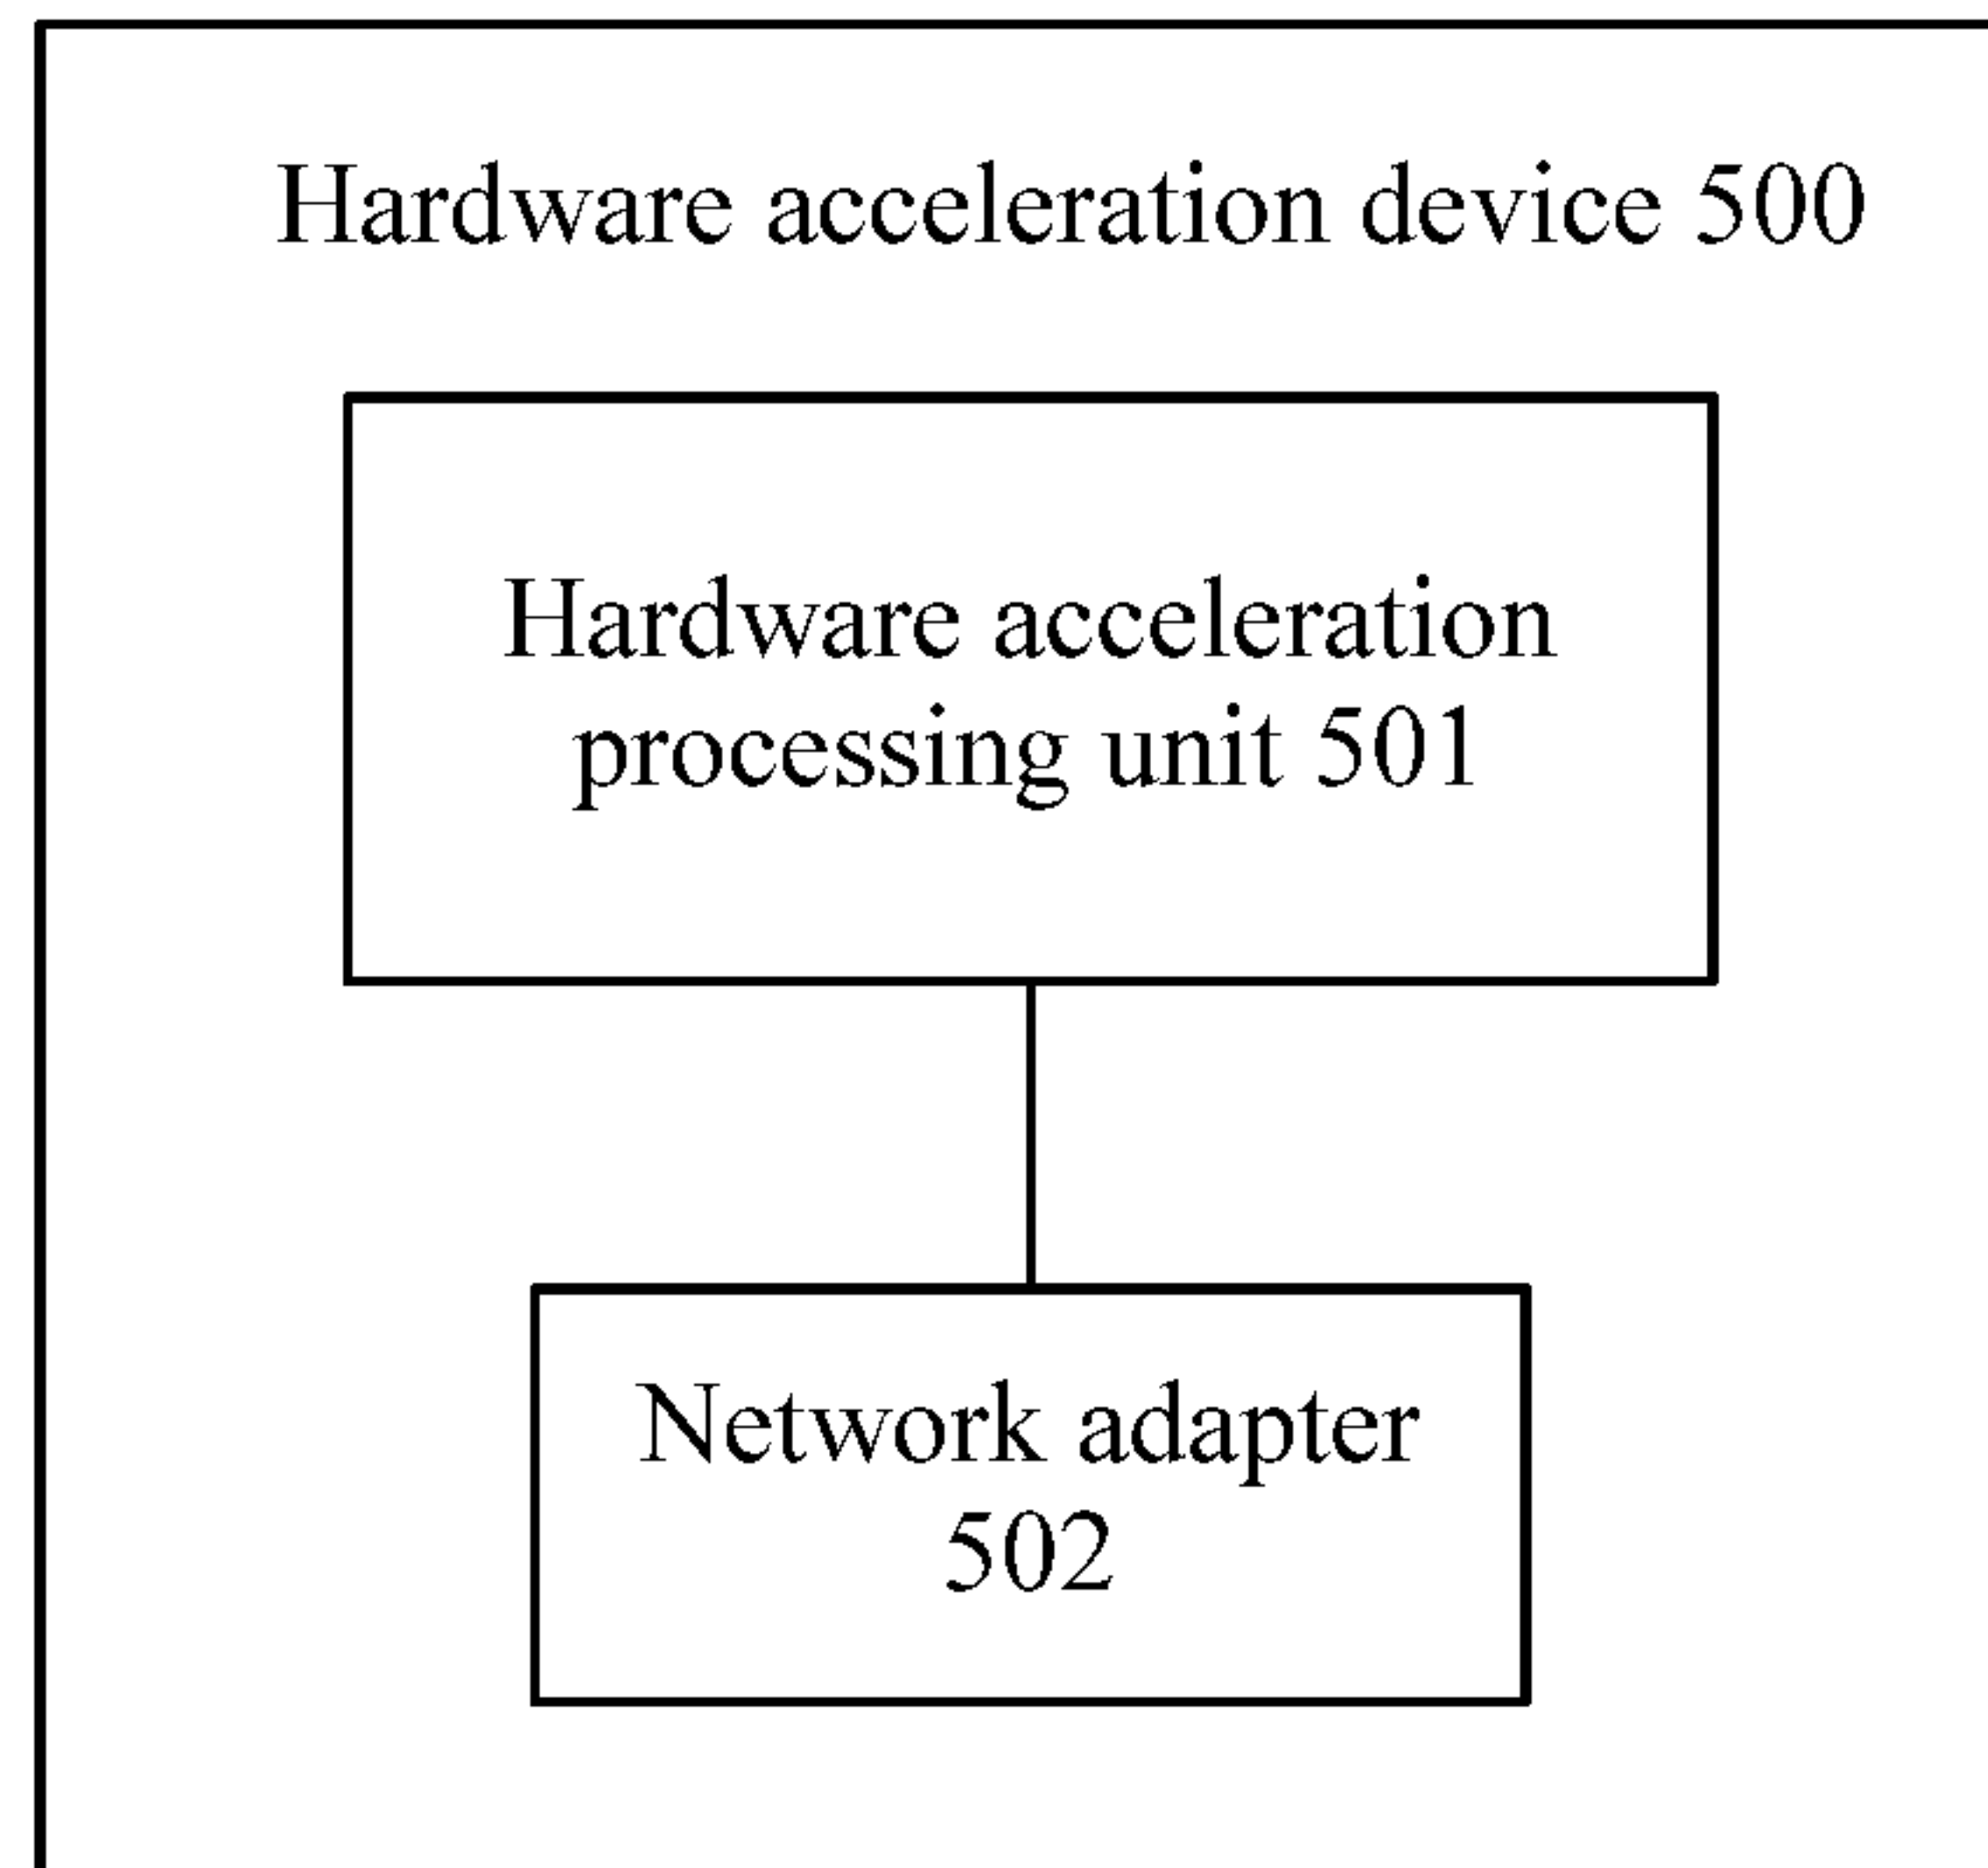 Hardware acceleration device 500
Hardware acceleration
processing unit 501
Network adapter
502